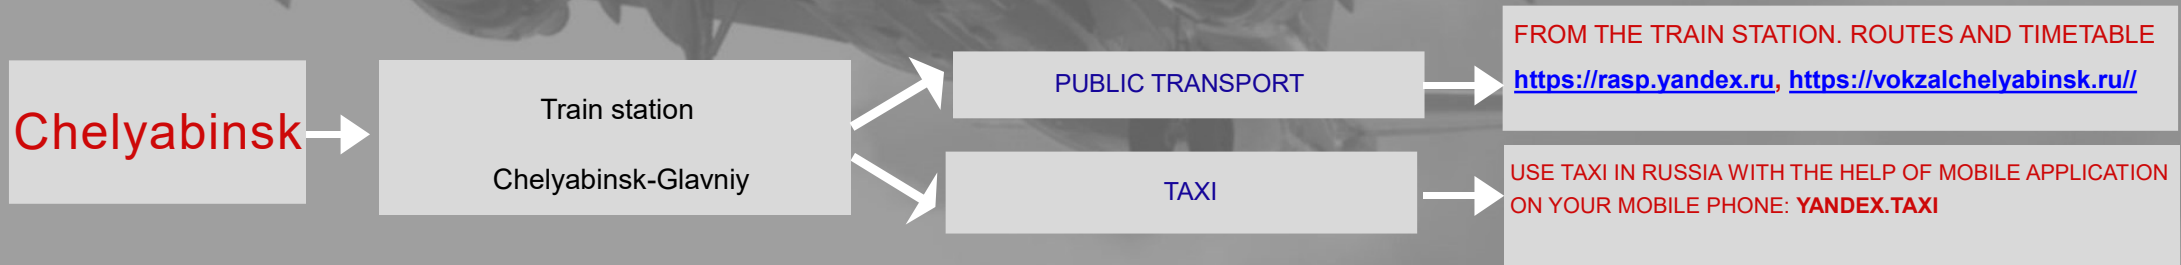 Chelyabinsk
Train station
Chelyabinsk-Glavniy
PUBLIC TRANSPORT
FROM THE TRAIN STATION. ROUTES AND TIMETABLE
https://rasp.yandex.ru, https://vokzalchelyabinsk.ru//
TAXI
USE TAXI IN RUSSIA WITH THE HELP OF MOBILE APPLICATION
ON YOUR MOBILE PHONE: YANDEX.TAXI